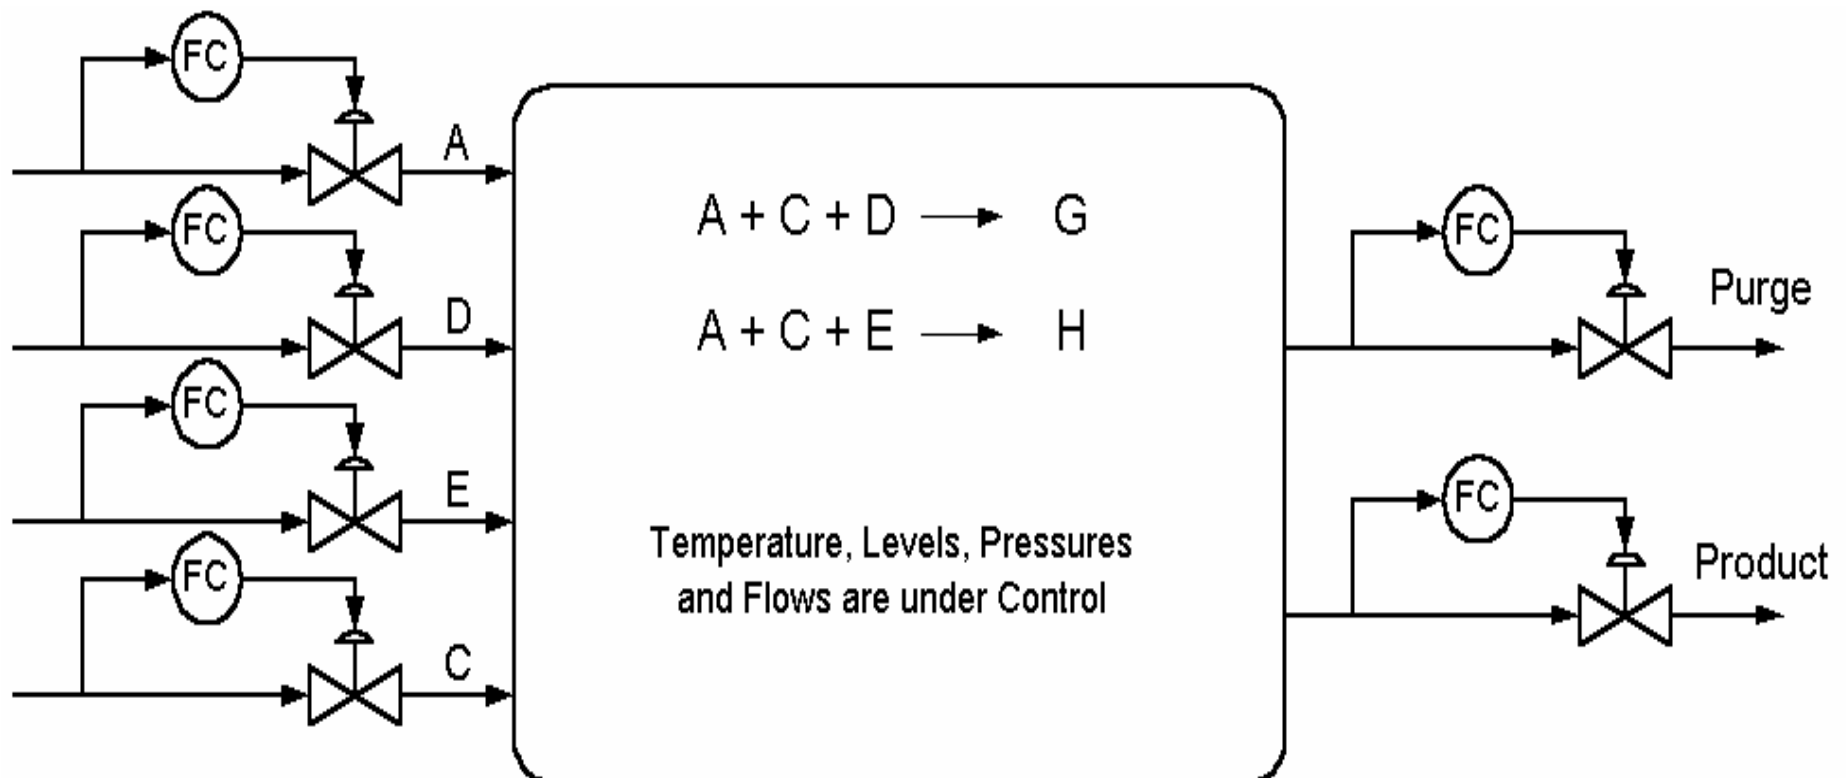 FC
A
FC
D
FC
E
FC
C
A + C + D → G
A + C + E → H
Temperature, Levels, Pressures
and Flows are under Control
FC
Purge
FC
Product